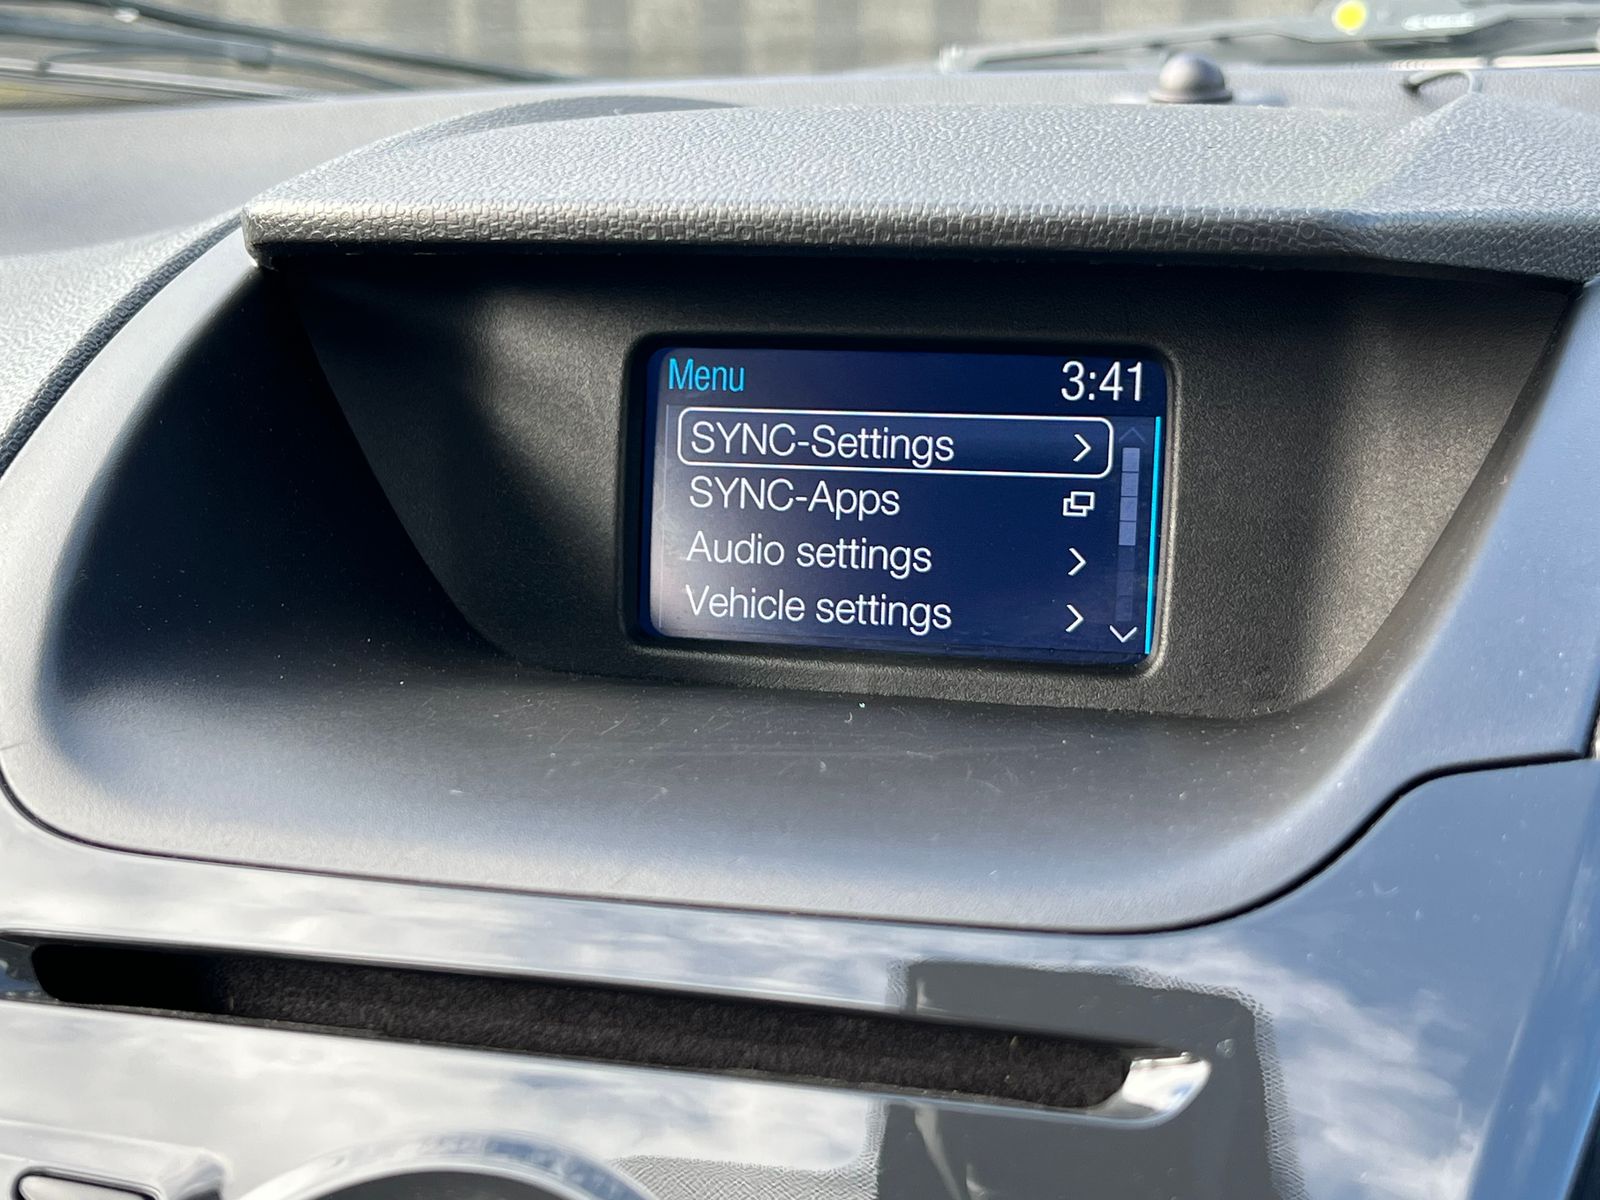 Menu 3:41
SYNC-Settings
SYNC-Apps
Audio settings
Vehicle settings